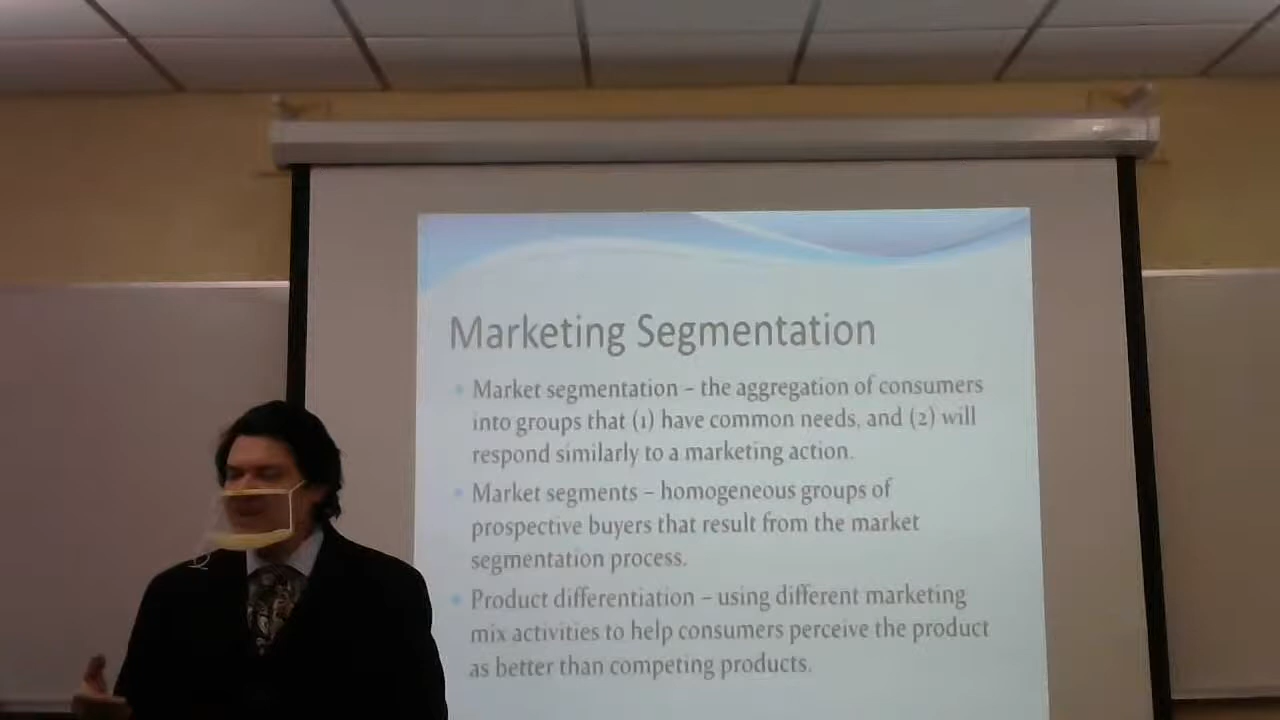 Marketing Segmentation
Market segmentation – the aggregation of consumers
into groups that (1) have common needs, and (2) will
respond similarly to a marketing action.
Market segments – homogeneous groups of
prospective buyers that result from the market
segmentation process.
Product differentiation – using different marketing
mix activities to help consumers perceive the product
as better than competing products.